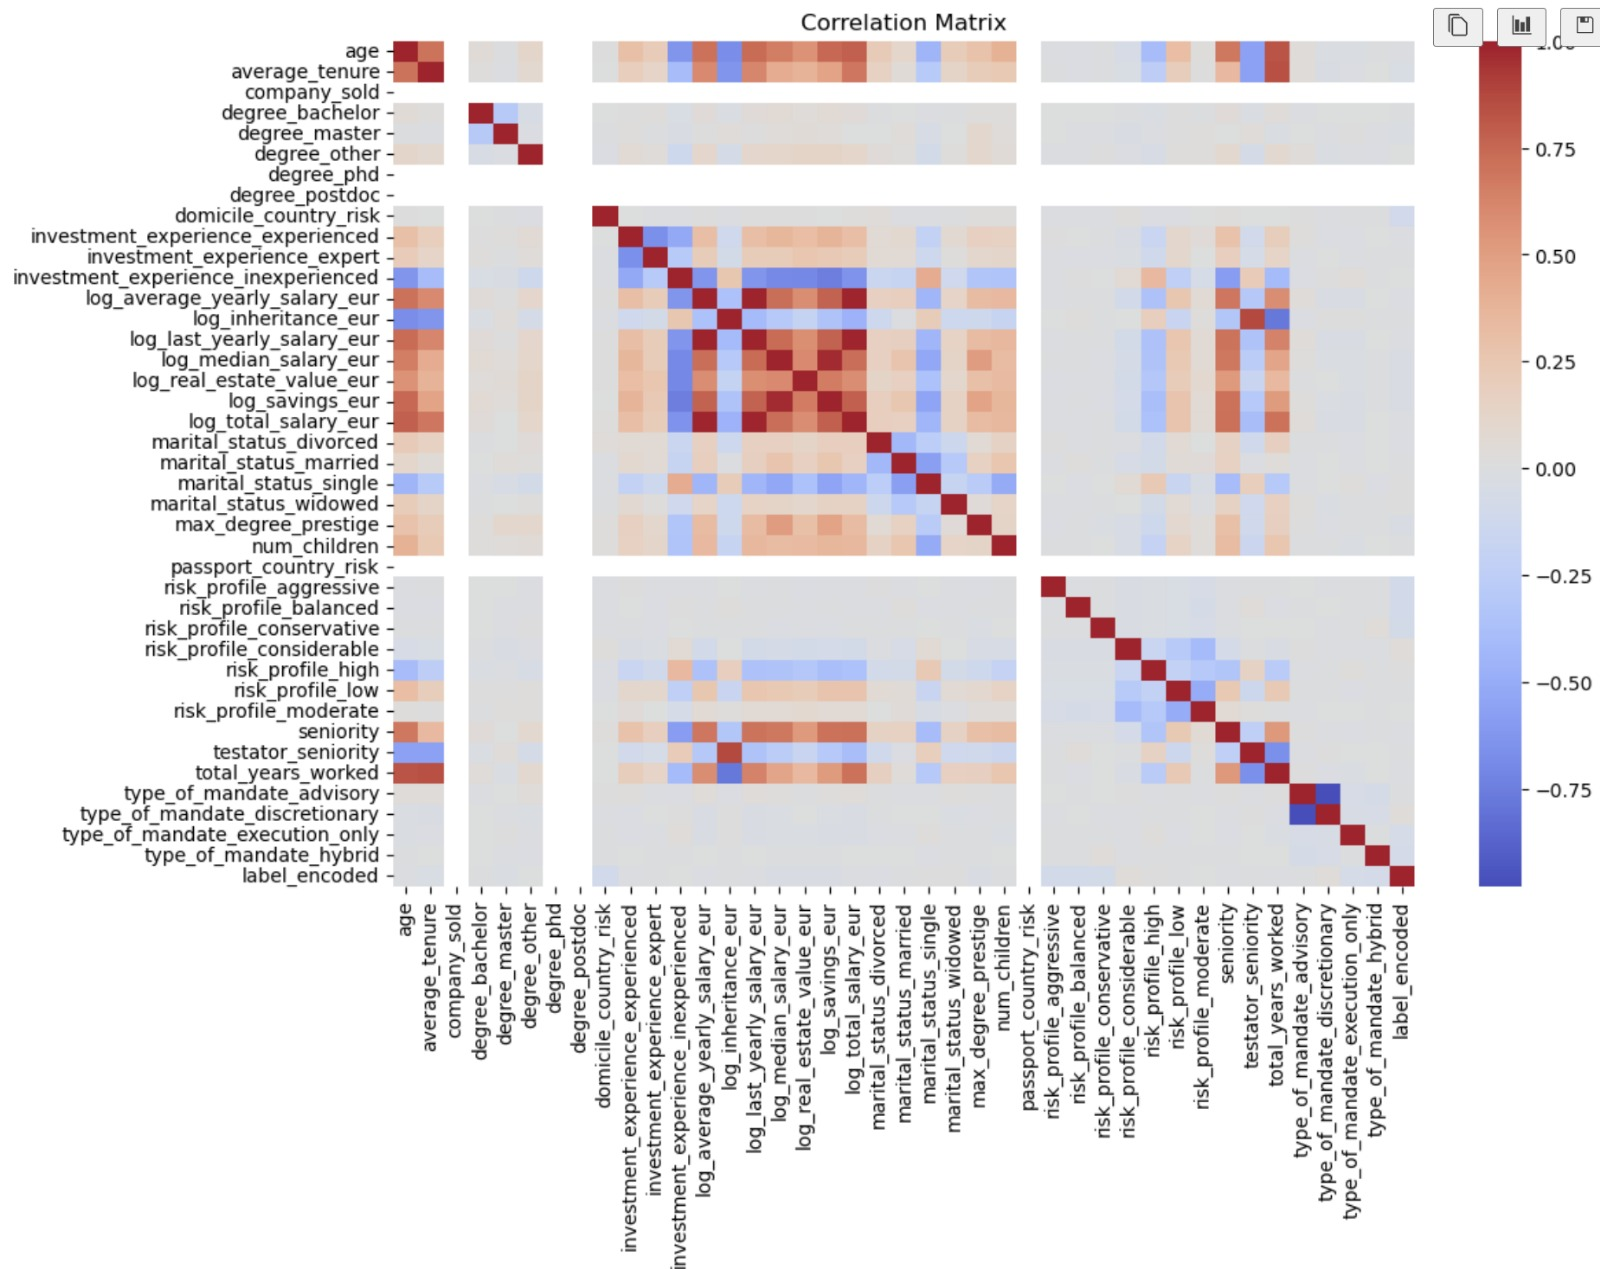 Correlation Matrix
age
average_tenure
company_sold
degree_bachelor
degree_master
degree_other
degree_phd
degree_postdoc
domicile_country_risk
investment_experience_experienced
investment_experience_expert
investment_experience_inexperienced
log_average_yearly_salary_eur
log_inheritance_eur
log_last_yearly_salary_eur
log_median_salary_eur
log_real_estate_value_eur
log_savings_eur
log_total_salary_eur
marital_status_divorced
marital_status_married
marital_status_single
marital_status_widowed
max_degree_prestige
num_children
passport_country_risk
risk_profile_aggressive
risk_profile_balanced
risk_profile_conservative
risk_profile_considerable
risk_profile_high
risk_profile_low
risk_profile_moderate
seniority
testator_seniority
total_years_worked
type_of_mandate_advisory
type_of_mandate_discretionary
type_of_mandate_execution_only
type_of_mandate_hybrid
label_encoded
age
average_tenure
company_sold
degree_bachelor
degree_master
degree_other
degree_phd
degree_postdoc
domicile_country_risk
investment_experience_experienced
investment_experience_expert
investment_experience_inexperienced
log_average_yearly_salary_eur
log_inheritance_eur
log_last_yearly_salary_eur
log_median_salary_eur
log_real_estate_value_eur
log_savings_eur
log_total_salary_eur
marital_status_divorced
marital_status_married
marital_status_single
marital_status_widowed
max_degree_prestige
num_children
passport_country_risk
risk_profile_aggressive
risk_profile_balanced
risk_profile_conservative
risk_profile_considerable
risk_profile_high
risk_profile_low
risk_profile_moderate
seniority
testator_seniority
total_years_worked
type_of_mandate_advisory
type_of_mandate_discretionary
type_of_mandate_execution_only
type_of_mandate_hybrid
label_encoded
1.00
0.75
0.50
0.25
0.00
−0.25
−0.50
−0.75